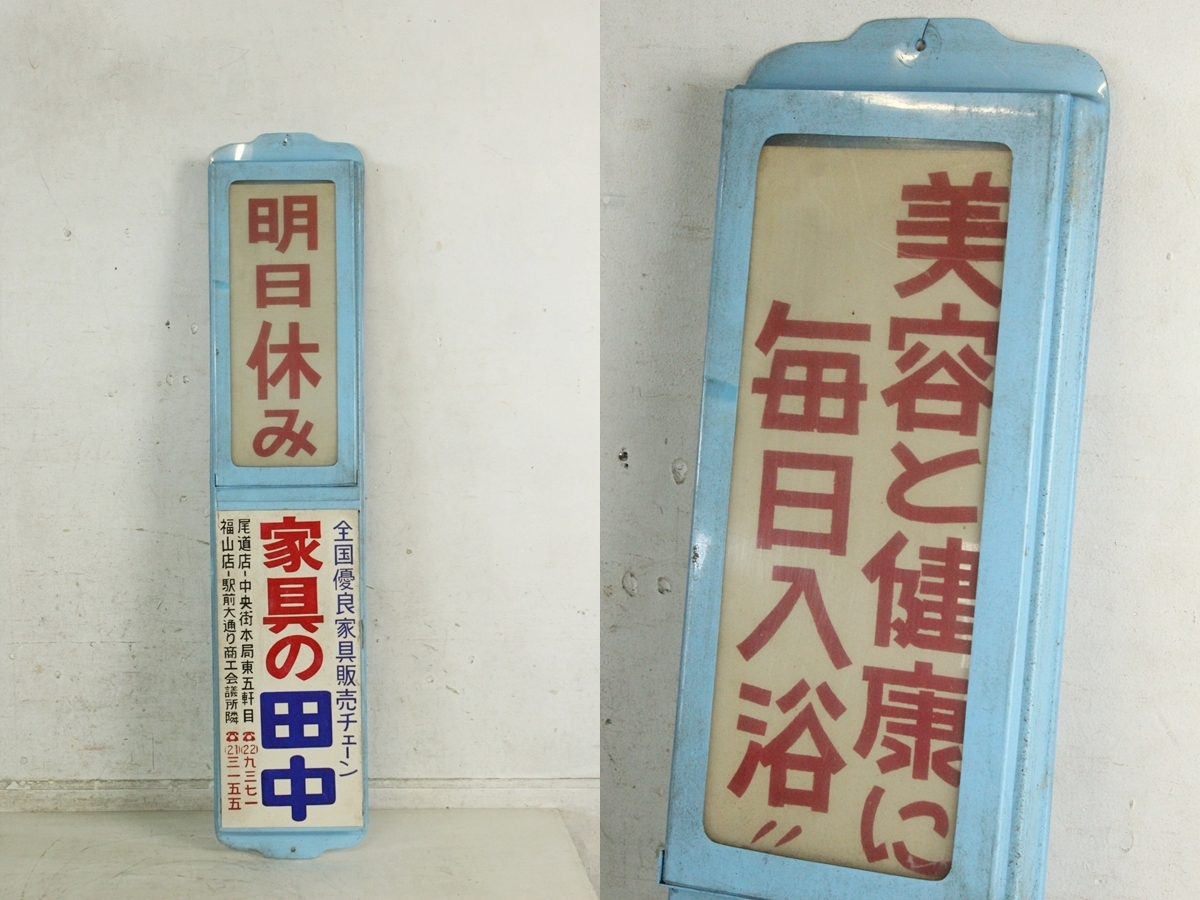 明日休み
全国優良家具販売チェーン
家具の田中
尾道店-中央街本局東五軒目 ☎(22)九三七一
福山店-駅前大通り商工会議所隣 ☎(21)三一五五
美容と健康に
毎日入浴〃